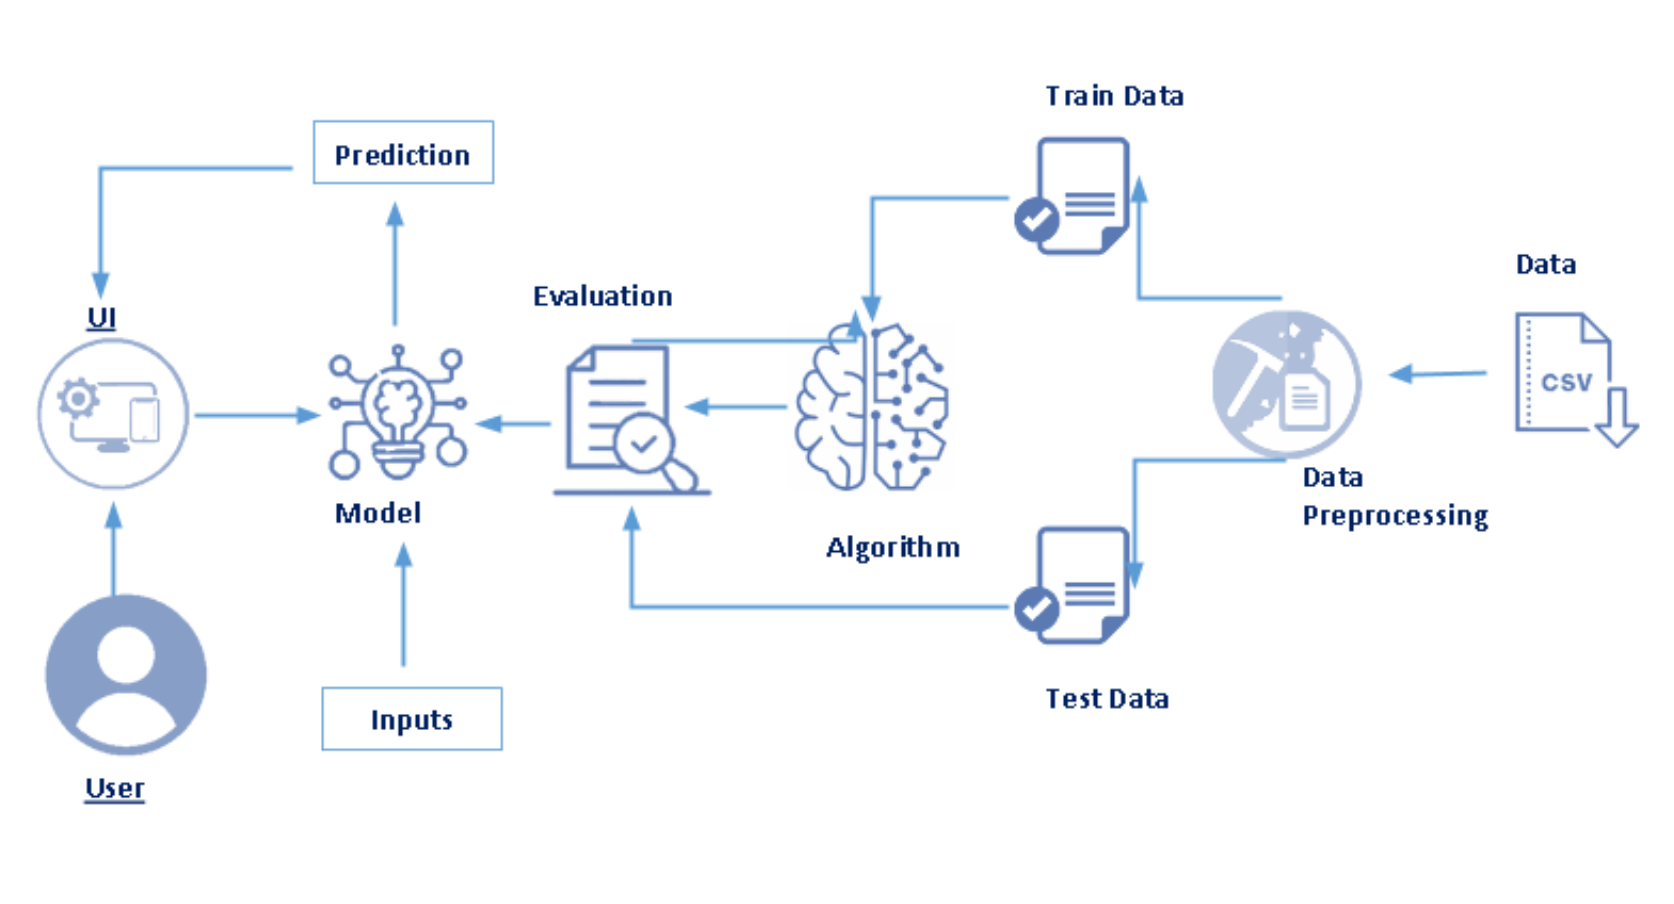 Train Data
Prediction
Data
Evaluation
UI
CSV
Data
Preprocessing
Model
Algorithm
Test Data
Inputs
User